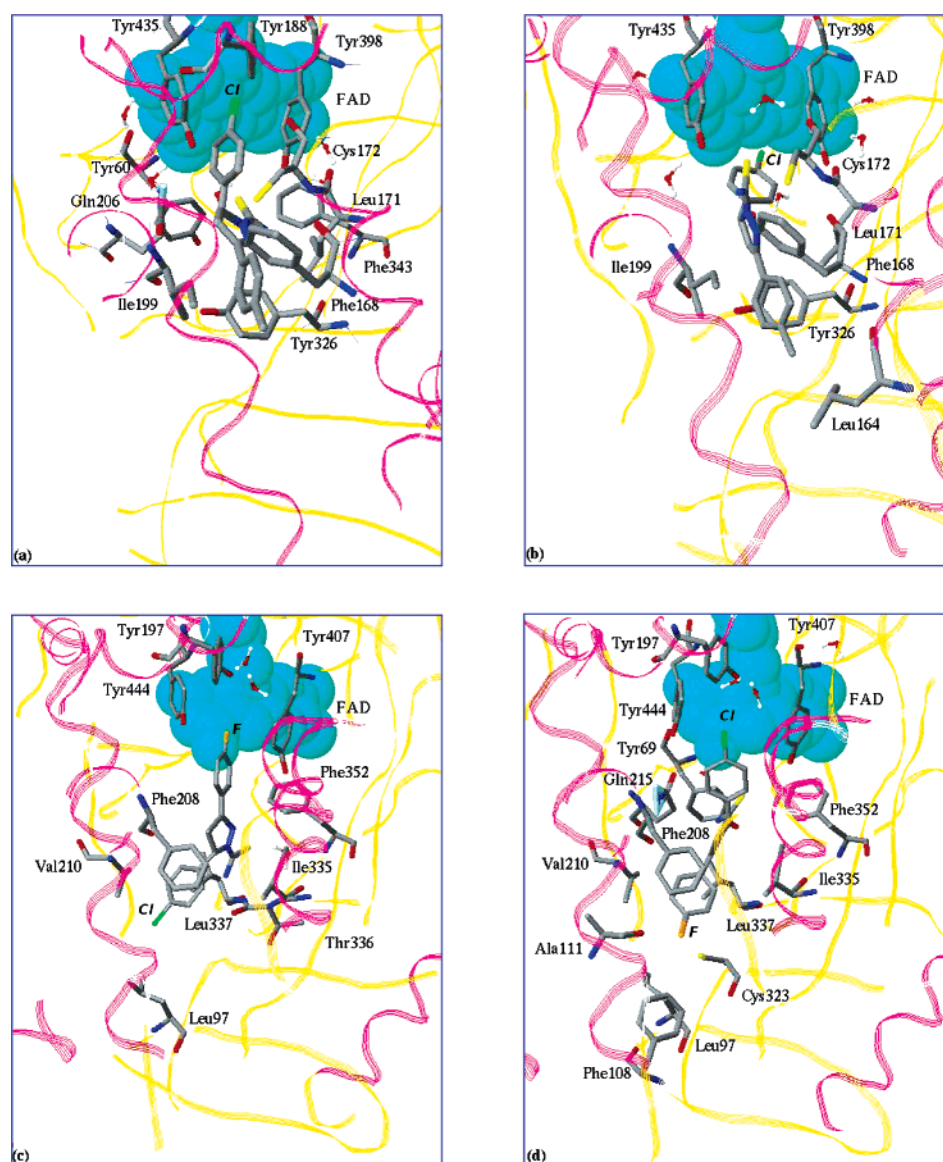 Tyr435
Tyr188
Tyr398
Cl
FAD
Cys172
Tyr60
Gln206
Leu171
Phe343
Ile199
Phe168
Tyr326
(a)
Tyr435
Tyr398
FAD
Cl
Cys172
Leu171
Phe168
Ile199
Tyr326
Leu164
(b)
Tyr197
Tyr407
Tyr444
FAD
F
Phe352
Phe208
Val210
Ile335
Cl
Leu337
Thr336
Leu97
(c)
Tyr197
Tyr407
Tyr444
Cl
FAD
Tyr69
Gln215
Phe352
Phe208
Val210
Ile335
F
Leu337
Ala111
Cys323
Leu97
Phe108
(d)